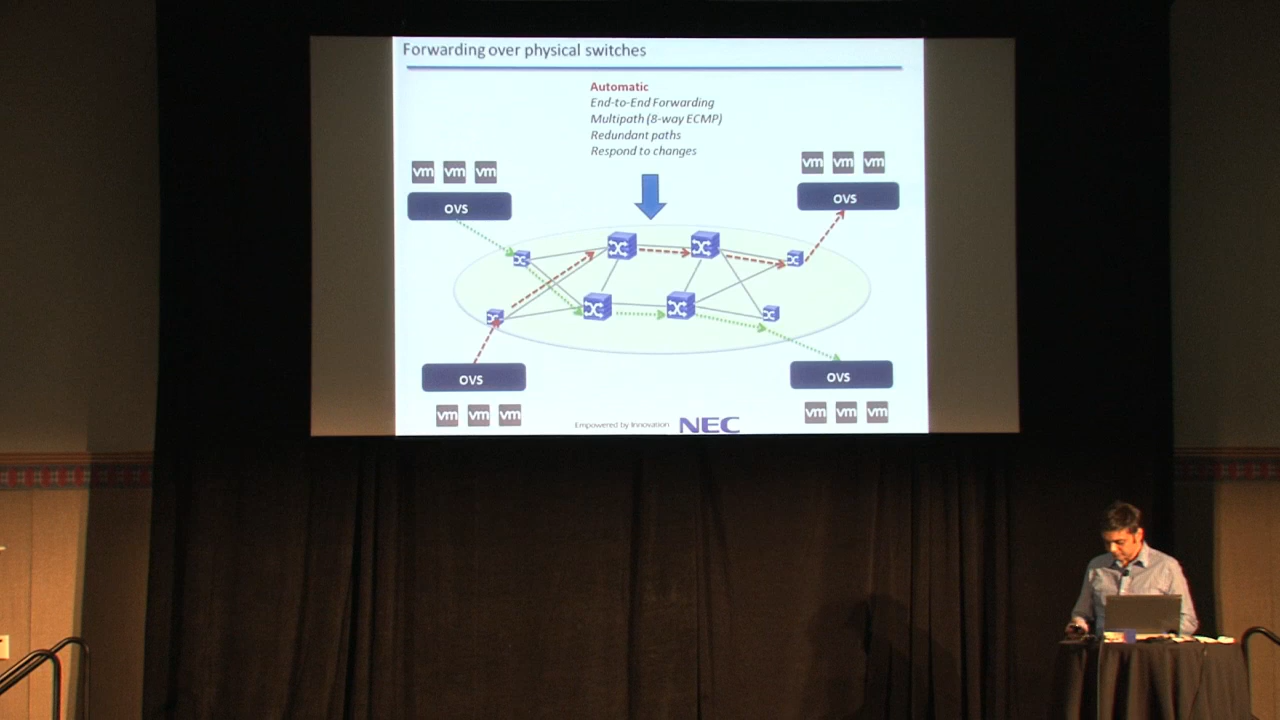 Forwarding over physical switches
Automatic
End-to-End Forwarding
Multipath (8-way ECMP)
Redundant paths
Respond to changes
vm vm vm
vm vm vm
OVS
OVS
OVS
OVS
vm vm vm
vm vm vm
Empowered by Innovation NEC